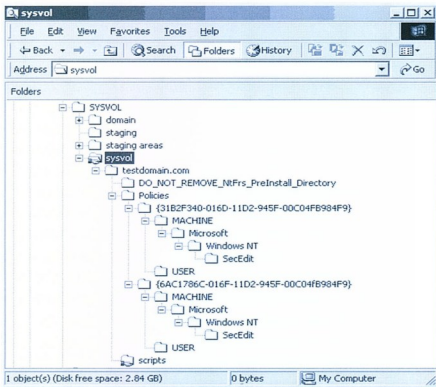 sysvol
File Edit View Favorites Tools Help
Back Search Folders History
Address sysvol Go
Folders
SYSVOL
domain
staging
staging areas
sysvol
testdomain.com
DO_NOT_REMOVE_NtFrs_PreInstall_Directory
Policies
{31B2F340-016D-11D2-945F-00C04FB984F9}
MACHINE
Microsoft
Windows NT
SecEdit
USER
{6AC1786C-016F-11D2-945F-00C04fB984F9}
MACHINE
Microsoft
Windows NT
SecEdit
USER
scripts
1 object(s) (Disk free space: 2.84 GB) 0 bytes My Computer